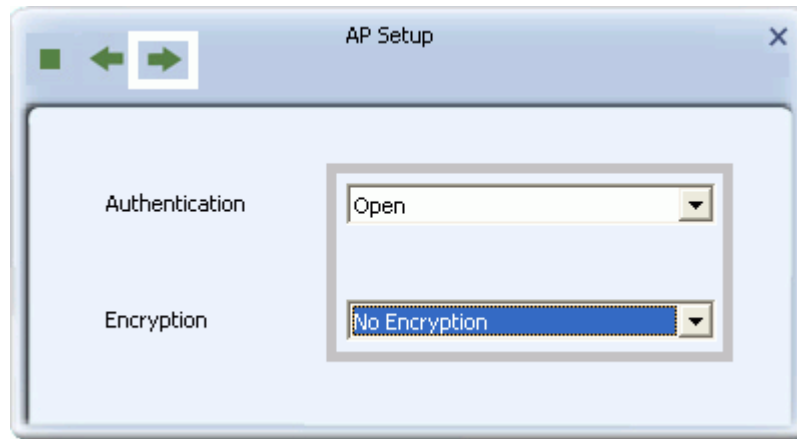 AP Setup
Authentication
Open
Encryption
No Encryption